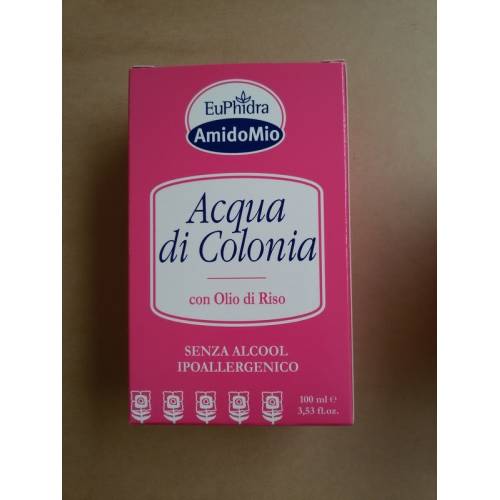 EuPhidra
AmidoMio
Acqua
di Colonia
con Olio di Riso
SENZA ALCOOL
IPOALLERGENICO
100 ml e
3,53 fl.oz.